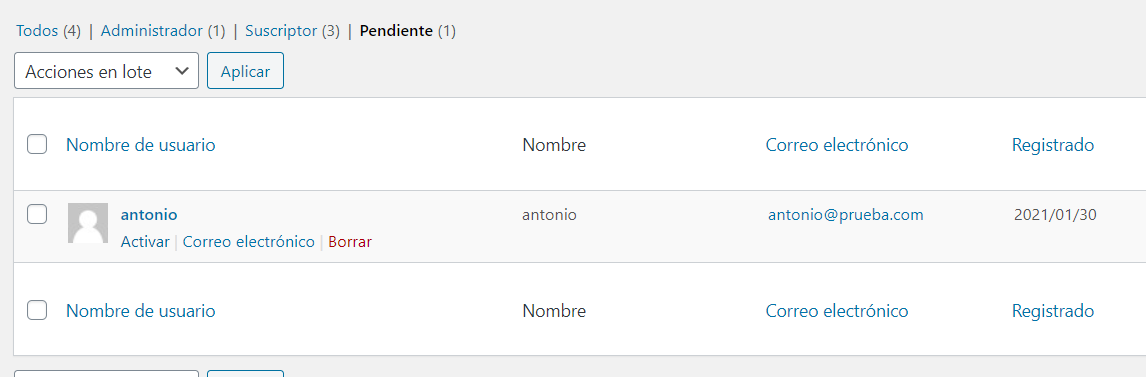 Todos (4) | Administrador (1) | Suscriptor (3) | Pendiente (1)
Acciones en lote Aplicar
Nombre de usuario Nombre Correo electrónico Registrado
antonio antonio antonio@prueba.com 2021/01/30
Activar | Correo electrónico | Borrar
Nombre de usuario Nombre Correo electrónico Registrado